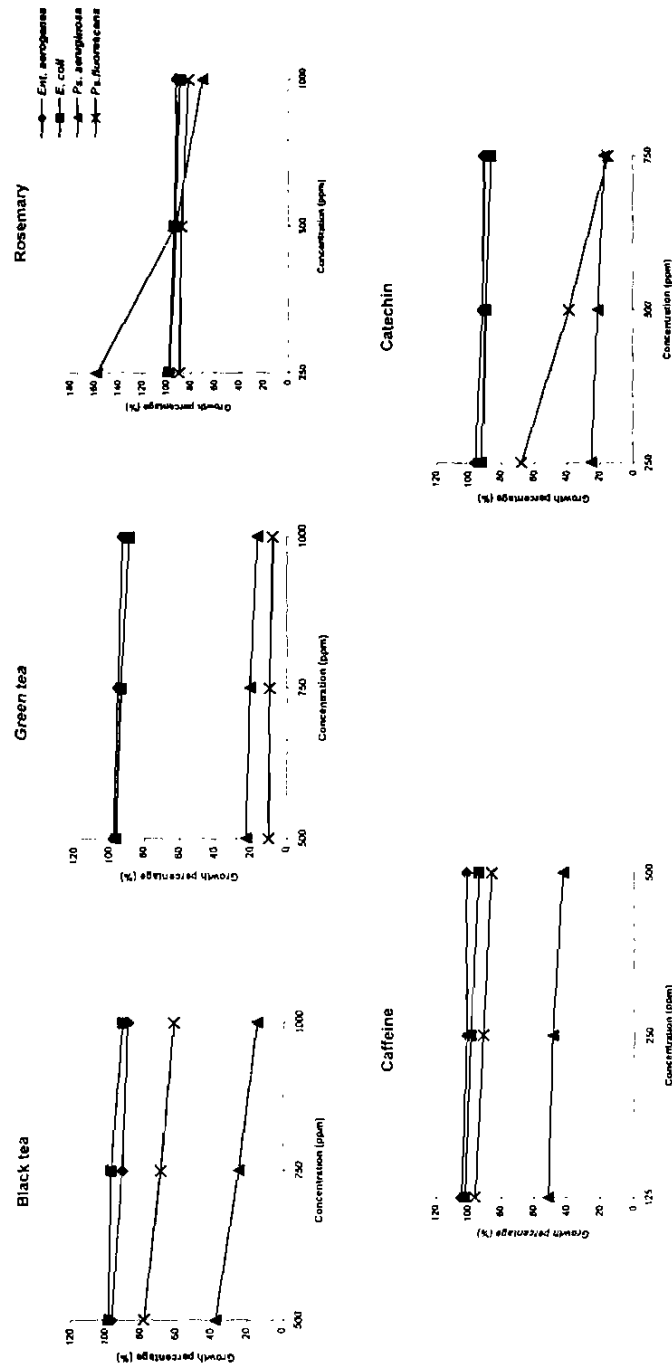 Black tea
Growth percentage (%)
120
100
80
60
40
20
0
500
750
1000
Concentration (ppm)
Green tea
Growth percentage (%)
120
100
80
60
40
20
0
500
750
1000
Concentration (ppm)
Rosemary
Growth percentage (%)
180
160
140
120
100
80
60
40
20
0
250
500
1000
Concentration (ppm)
Ent. aerogenes
E. coli
Ps. aeruginosa
Ps. fluorescens
Caffeine
Growth percentage (%)
120
100
80
60
40
20
0
125
250
500
Concentration (ppm)
Catechin
Growth percentage (%)
120
100
80
60
40
20
0
250
500
750
Concentration (ppm)